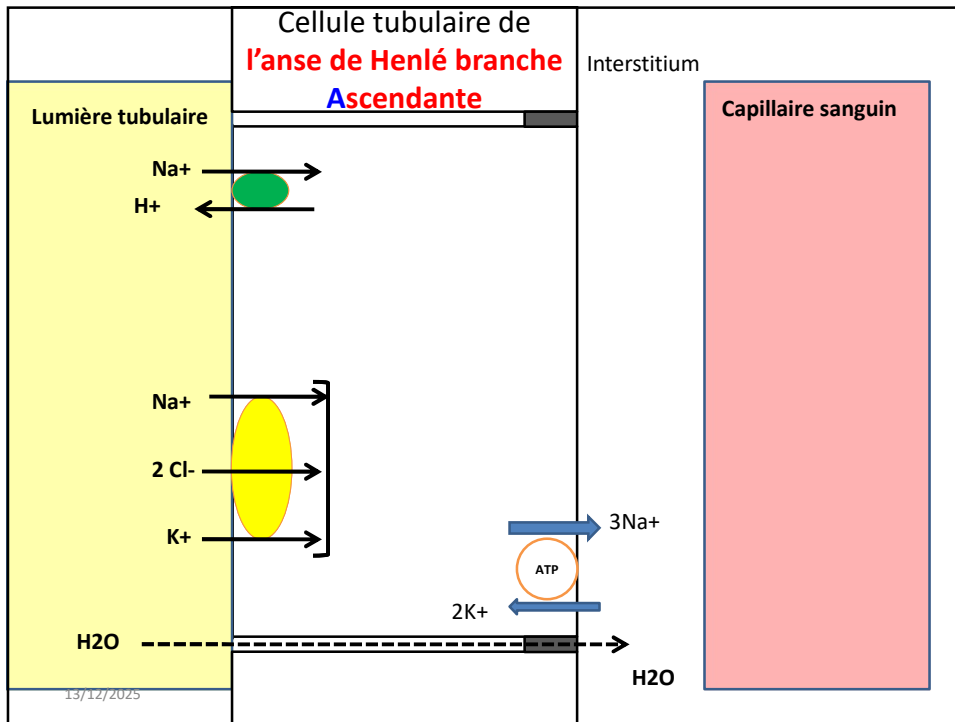 Cellule tubulaire de
l'anse de Henlé branche
Ascendante
Interstitium
Lumière tubulaire
Capillaire sanguin
Na+
H+
Na+
2 Cl-
K+
3Na+
ATP
2K+
H2O
H2O
13/12/2025